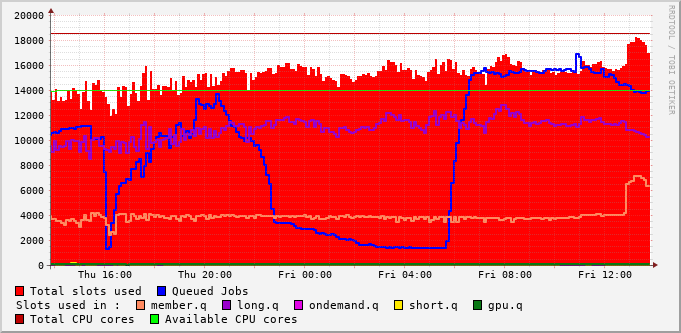 20000
18000
16000
14000
12000
10000
8000
6000
4000
2000
0
Thu 16:00 Thu 20:00 Fri 00:00 Fri 04:00 Fri 08:00 Fri 12:00
RRDTOOL / TOBI OETIKER
Total slots used Queued Jobs
Slots used in : member.q long.q ondemand.q short.q gpu.q
Total CPU cores Available CPU cores